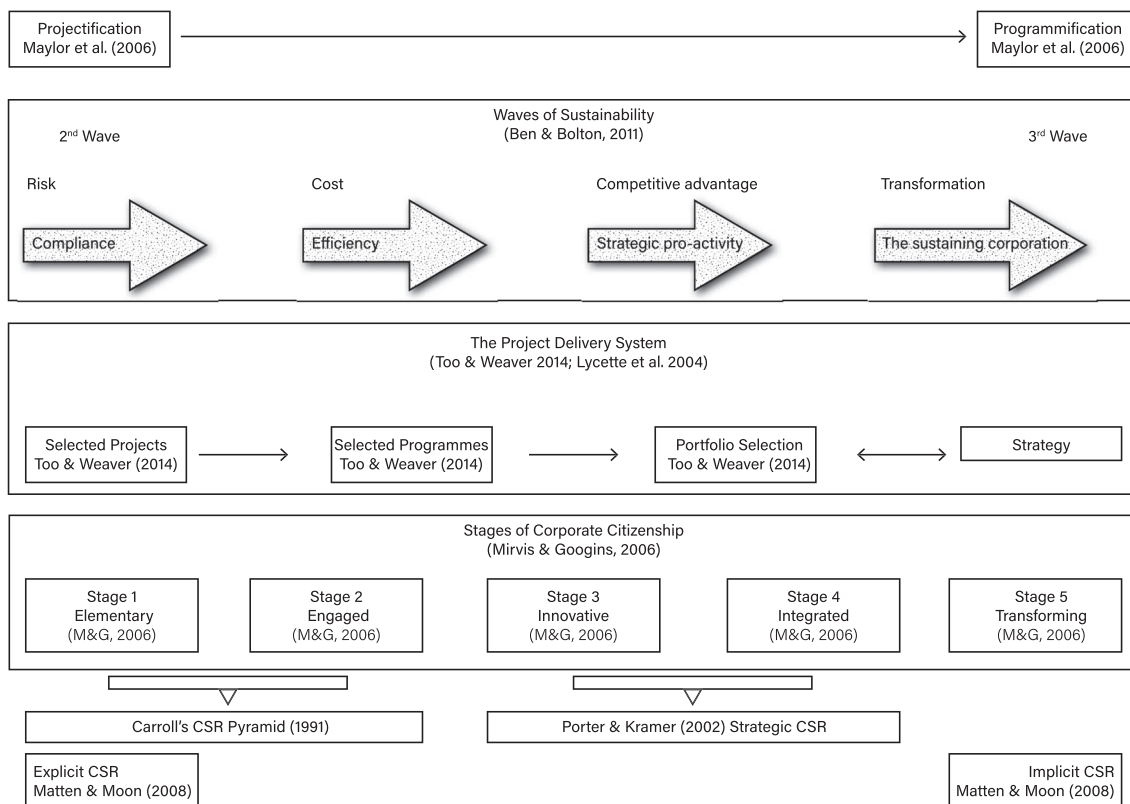 Projectification
Maylor et al. (2006)
Programmification
Maylor et al. (2006)
Waves of Sustainability
(Ben & Bolton, 2011)
2nd Wave
3rd Wave
Risk
Cost
Competitive advantage
Transformation
Compliance
Efficiency
Strategic pro-activity
The sustaining corporation
The Project Delivery System
(Too & Weaver 2014; Lycette et al. 2004)
Selected Projects
Too & Weaver (2014)
Selected Programmes
Too & Weaver (2014)
Portfolio Selection
Too & Weaver (2014)
Strategy
Stages of Corporate Citizenship
(Mirvis & Googins, 2006)
Stage 1
Elementary
(M&G, 2006)
Stage 2
Engaged
(M&G, 2006)
Stage 3
Innovative
(M&G, 2006)
Stage 4
Integrated
(M&G, 2006)
Stage 5
Transforming
(M&G, 2006)
Carroll's CSR Pyramid (1991)
Porter & Kramer (2002) Strategic CSR
Explicit CSR
Matten & Moon (2008)
Implicit CSR
Matten & Moon (2008)